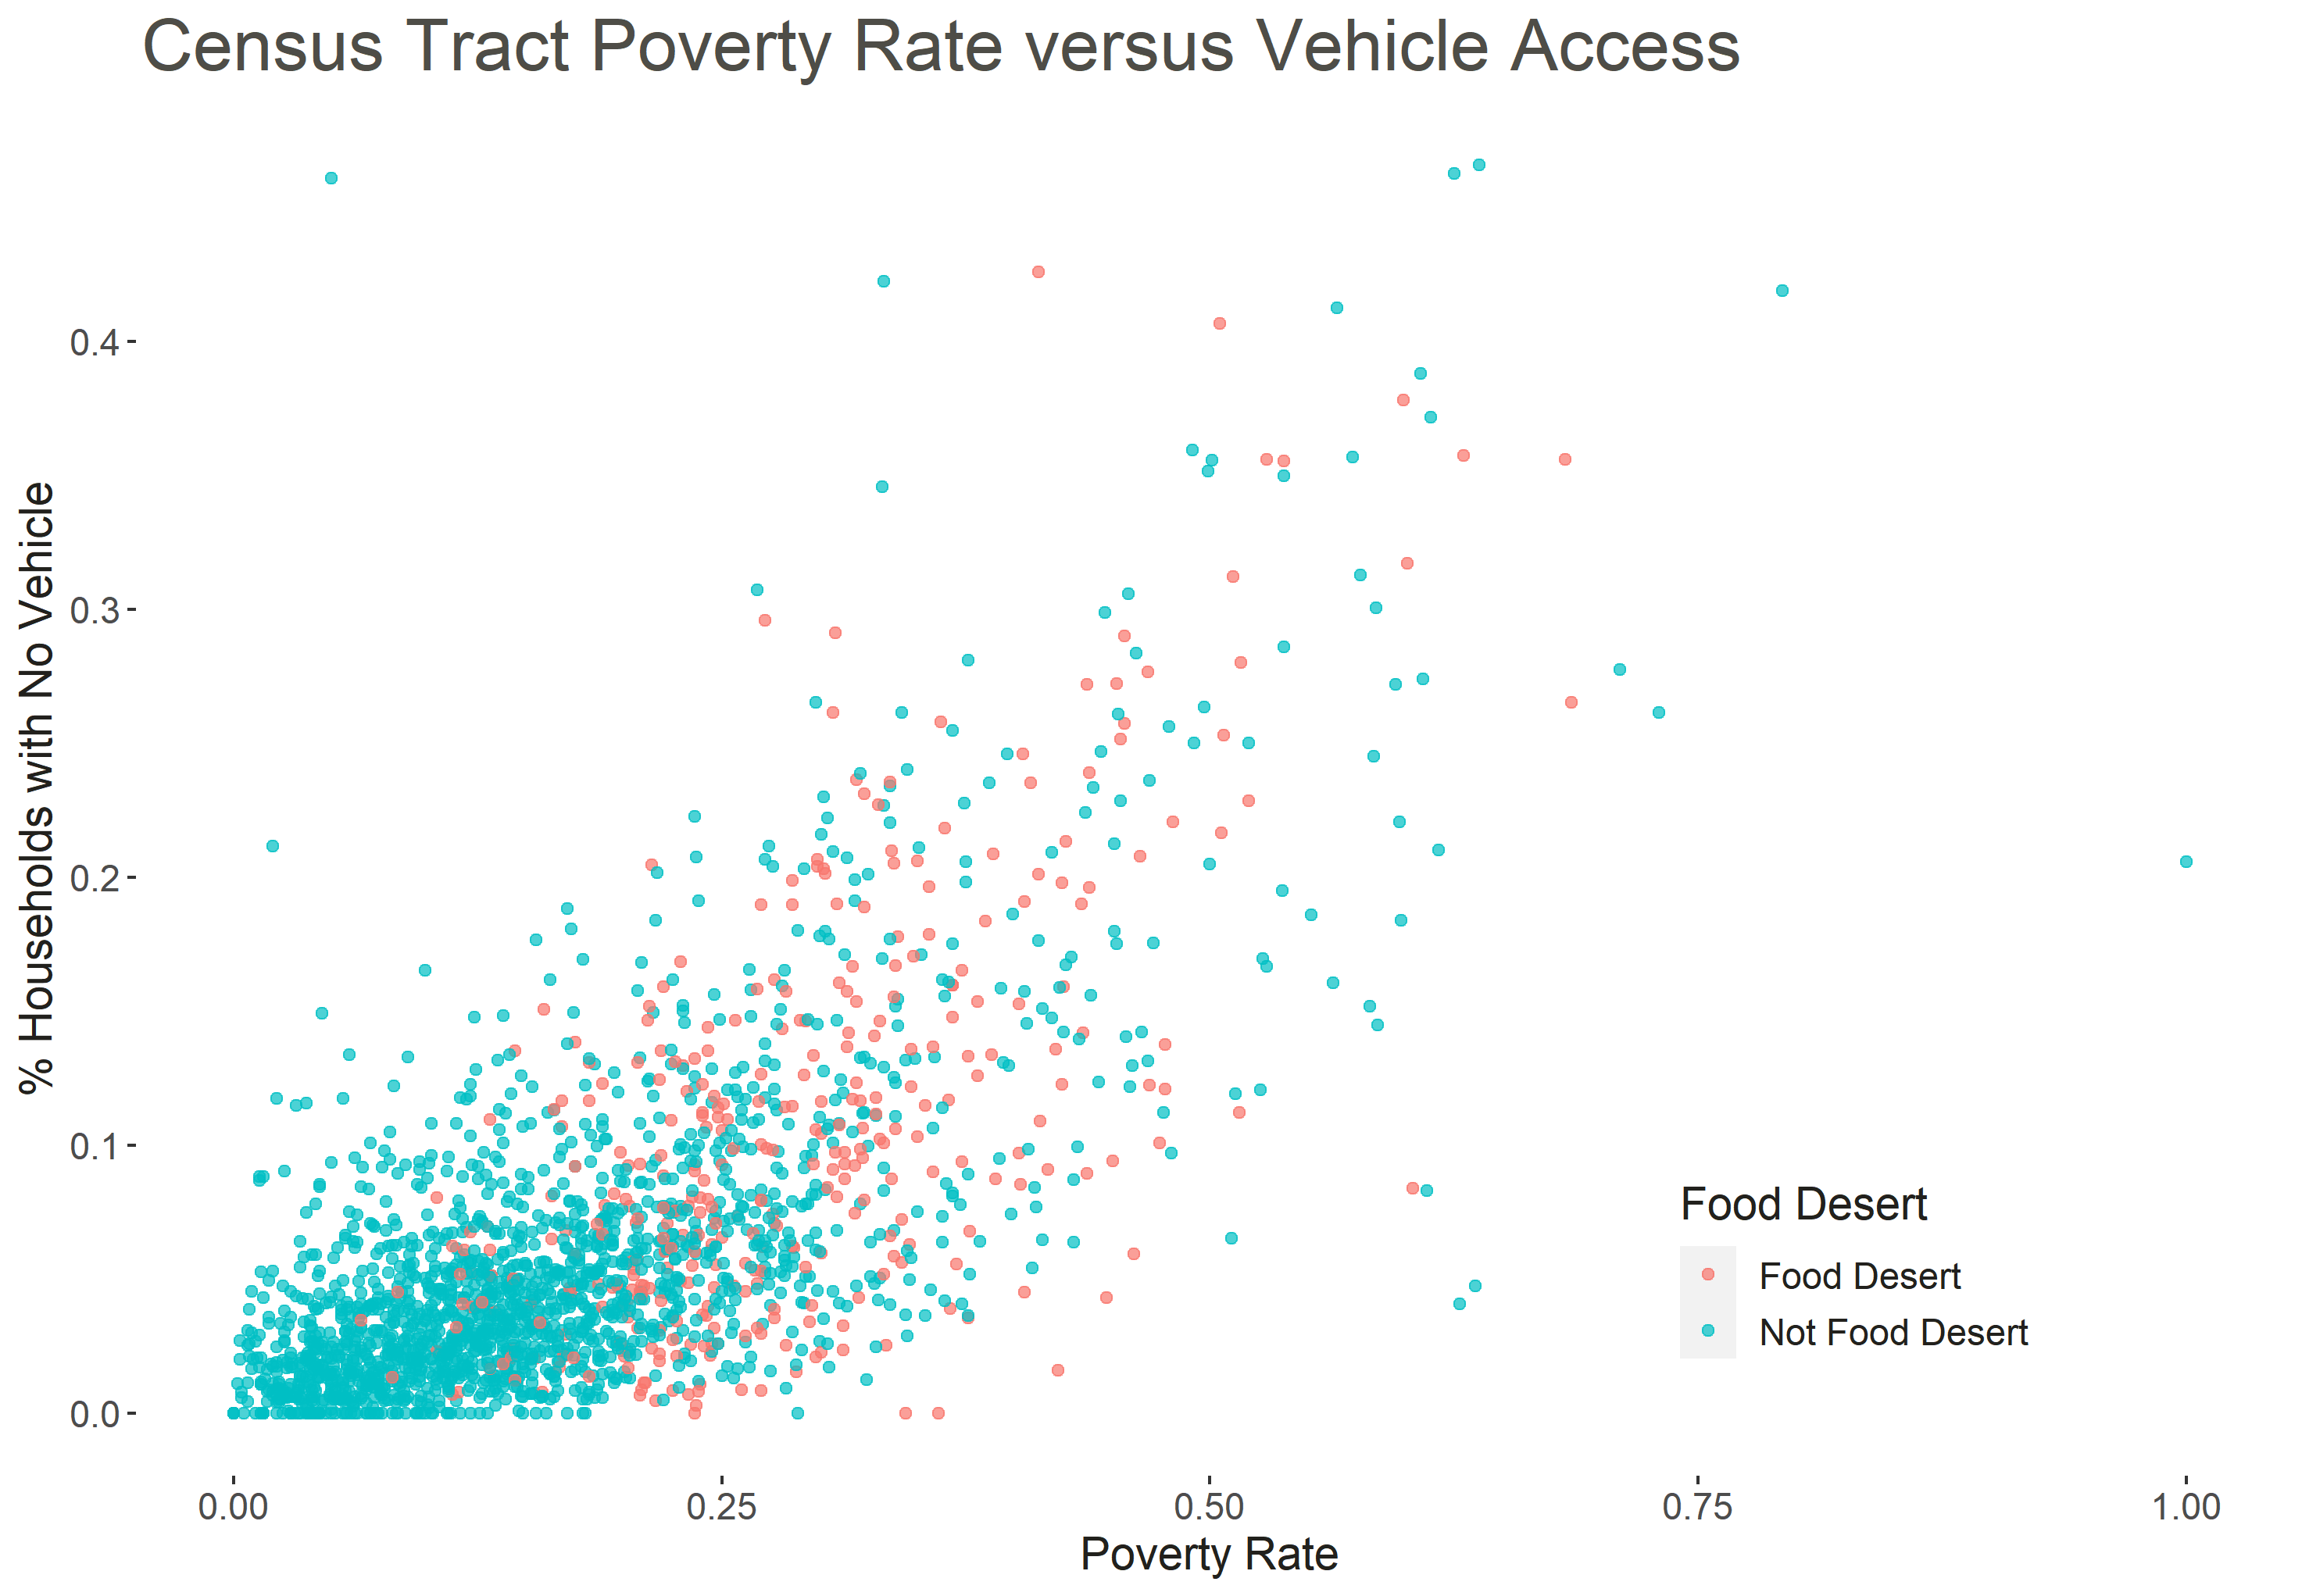 Census Tract Poverty Rate versus Vehicle Access
% Households with No Vehicle
0.4
0.3
0.2
0.1
0.0
0.00 0.25 0.50 0.75 1.00
Poverty Rate
Food Desert
Food Desert
Not Food Desert